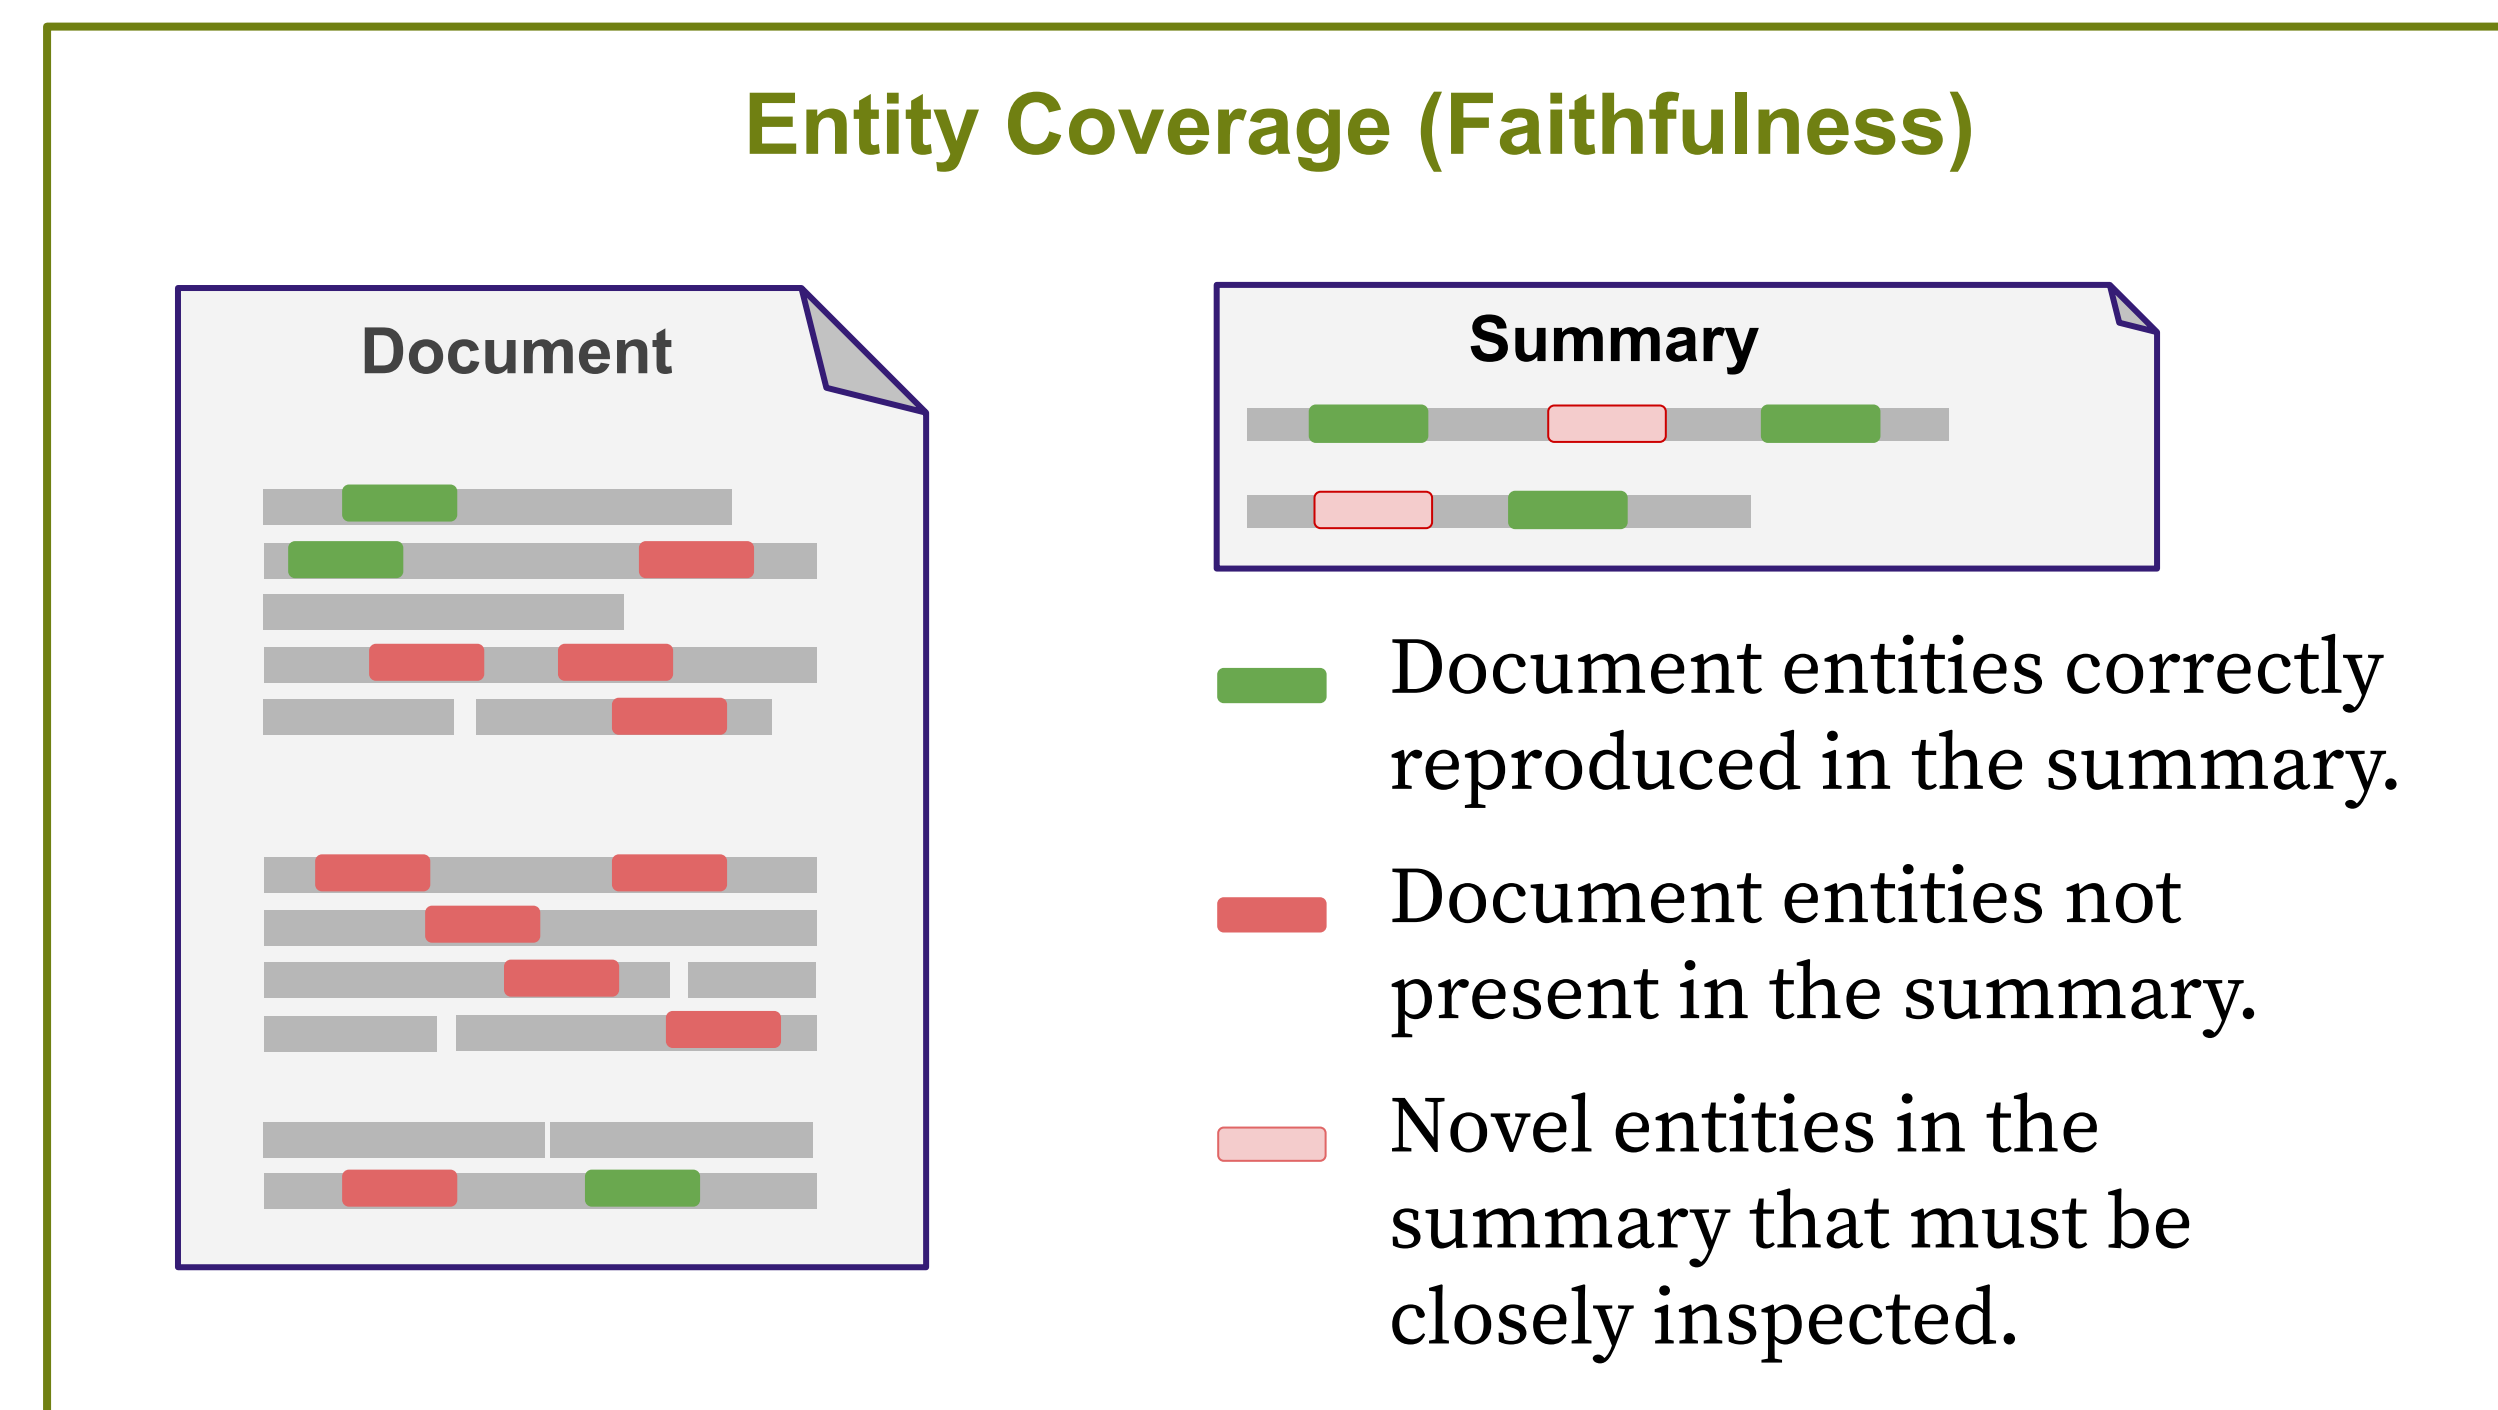 Entity Coverage (Faithfulness)
Document
Summary
Document entities correctly
reproduced in the summary.
Document entities not
present in the summary.
Novel entities in the
summary that must be
closely inspected.